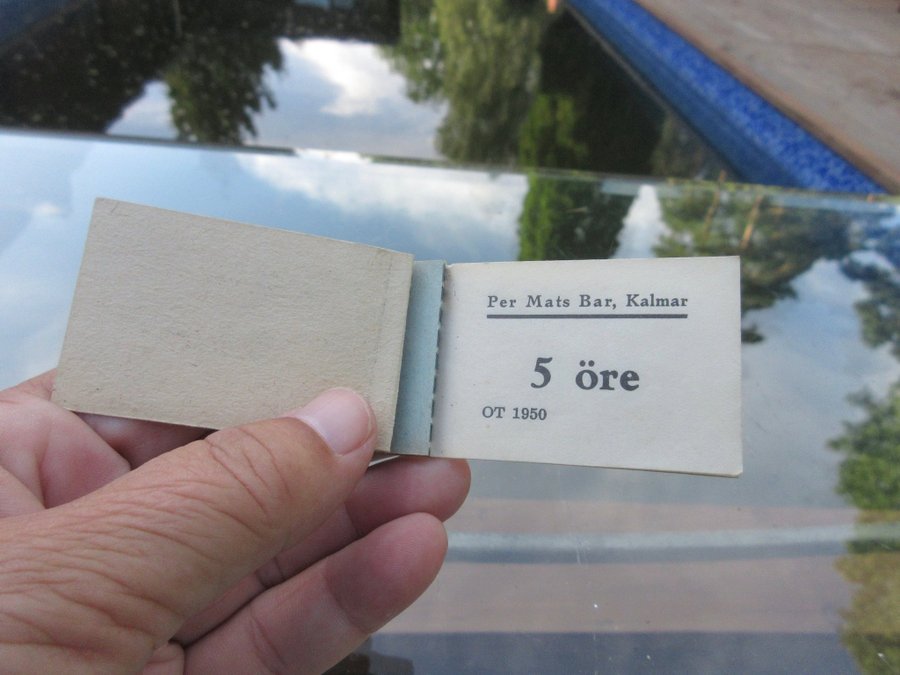 Per Mats Bar, Kalmar
5 öre
OT 1950